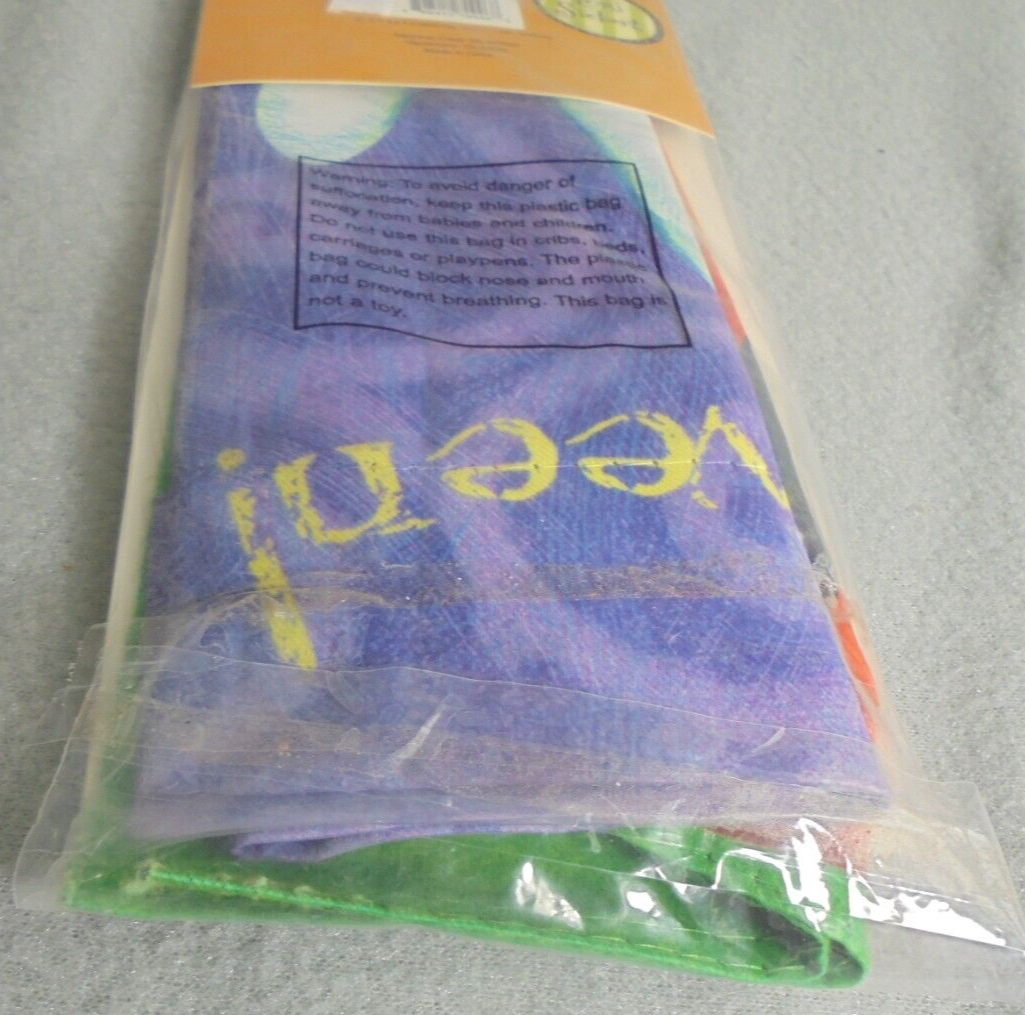 Warning: To avoid danger of
suffocation, keep this plastic bag
away from babies and children.
Do not use this bag in cribs, beds,
carrieges or playpens. The plastic
bag could block nose and mouth
and prevent breathing. This bag is
not a toy.
ween!